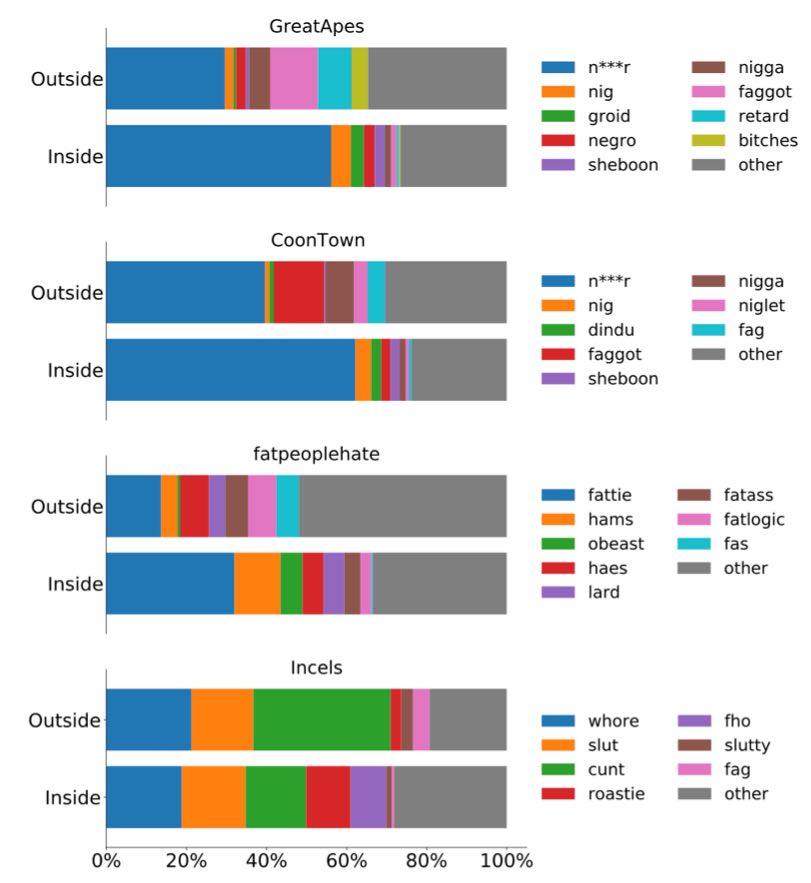 GreatApes
Outside
Inside
n***r
nig
groid
negro
sheboon
nigga
faggot
retard
bitches
other
CoonTown
Outside
Inside
n***r
nig
dindu
faggot
sheboon
nigga
niglet
fag
other
fatpeoplehate
Outside
Inside
fattie
hams
obeast
haes
lard
fatass
fatlogic
fas
other
Incels
Outside
Inside
whore
slut
cunt
roastie
fho
slutty
fag
other
0% 20% 40% 60% 80% 100%